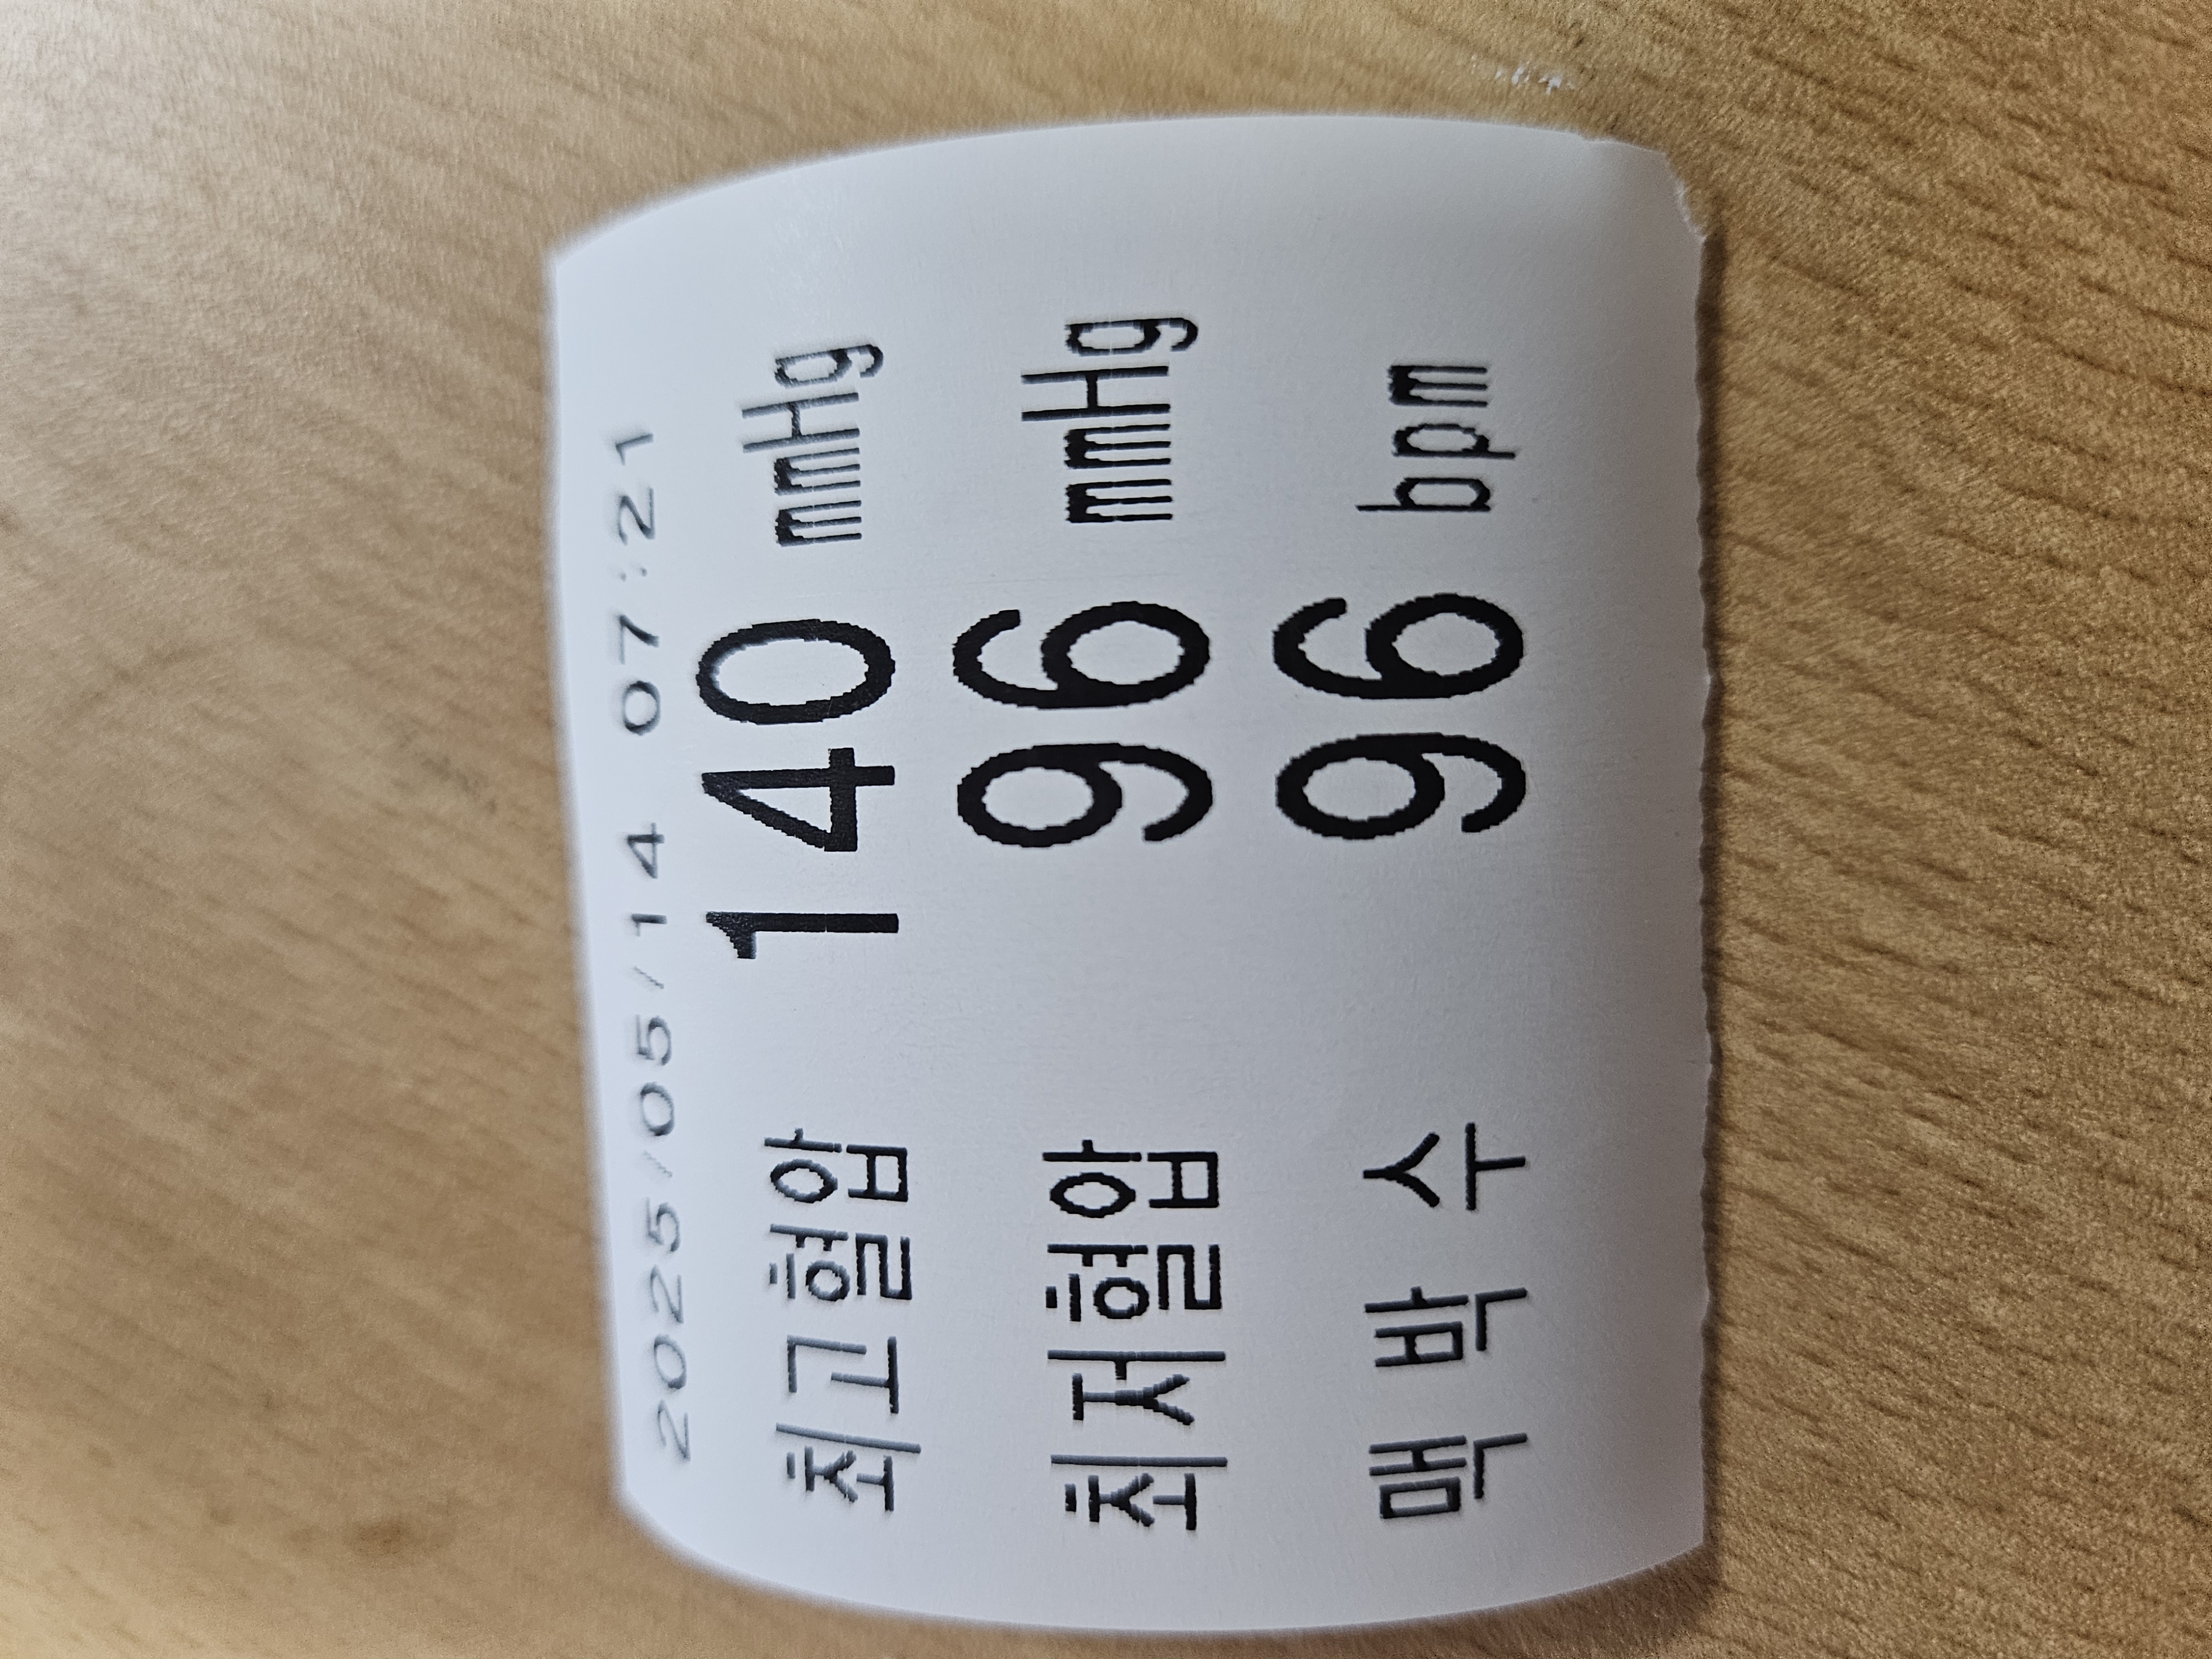 2025/05/14 07:21
최고혈압 140 mmHg
최저혈압 96 mmHg
맥 박 수 96 bpm